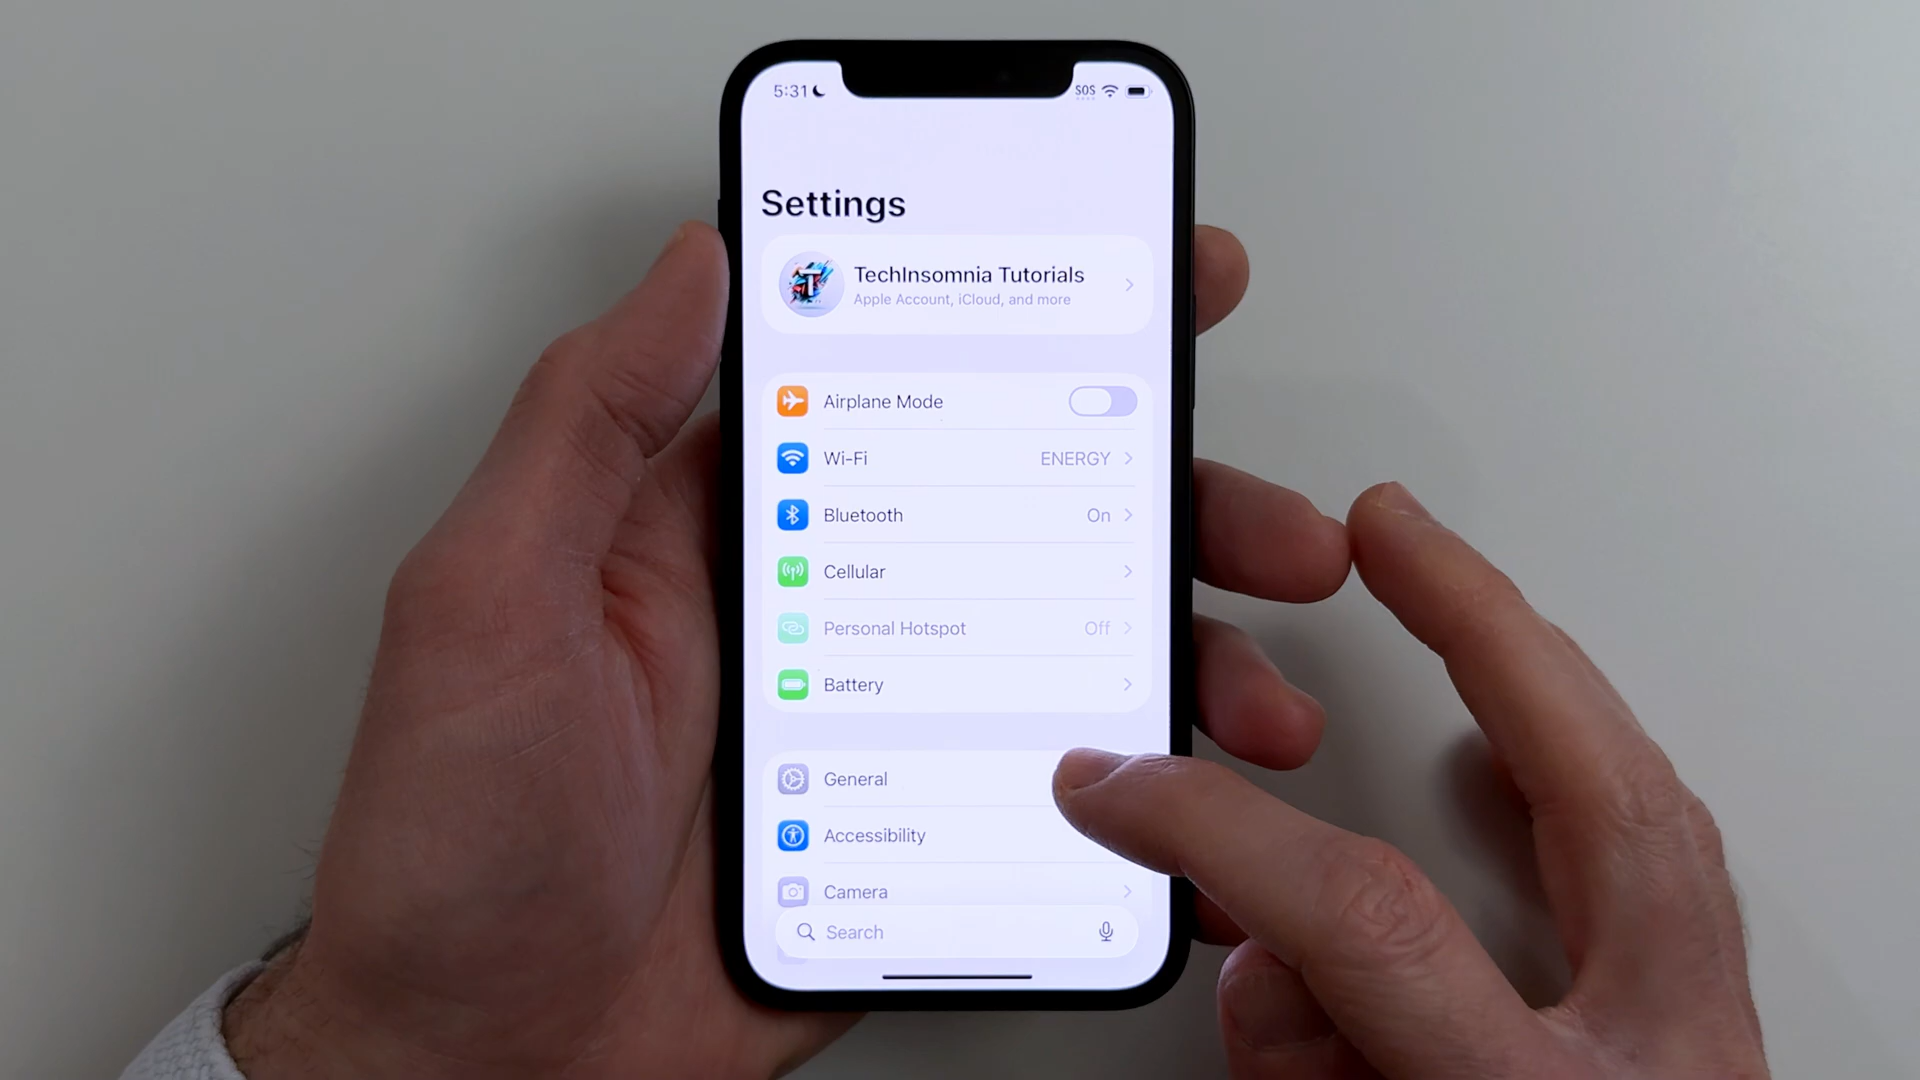 5:31
SOS
Settings
TechInsomnia Tutorials
Apple Account, iCloud, and more
Airplane Mode
Wi-Fi ENERGY
Bluetooth On
Cellular
Personal Hotspot Off
Battery
General
Accessibility
Camera
Search